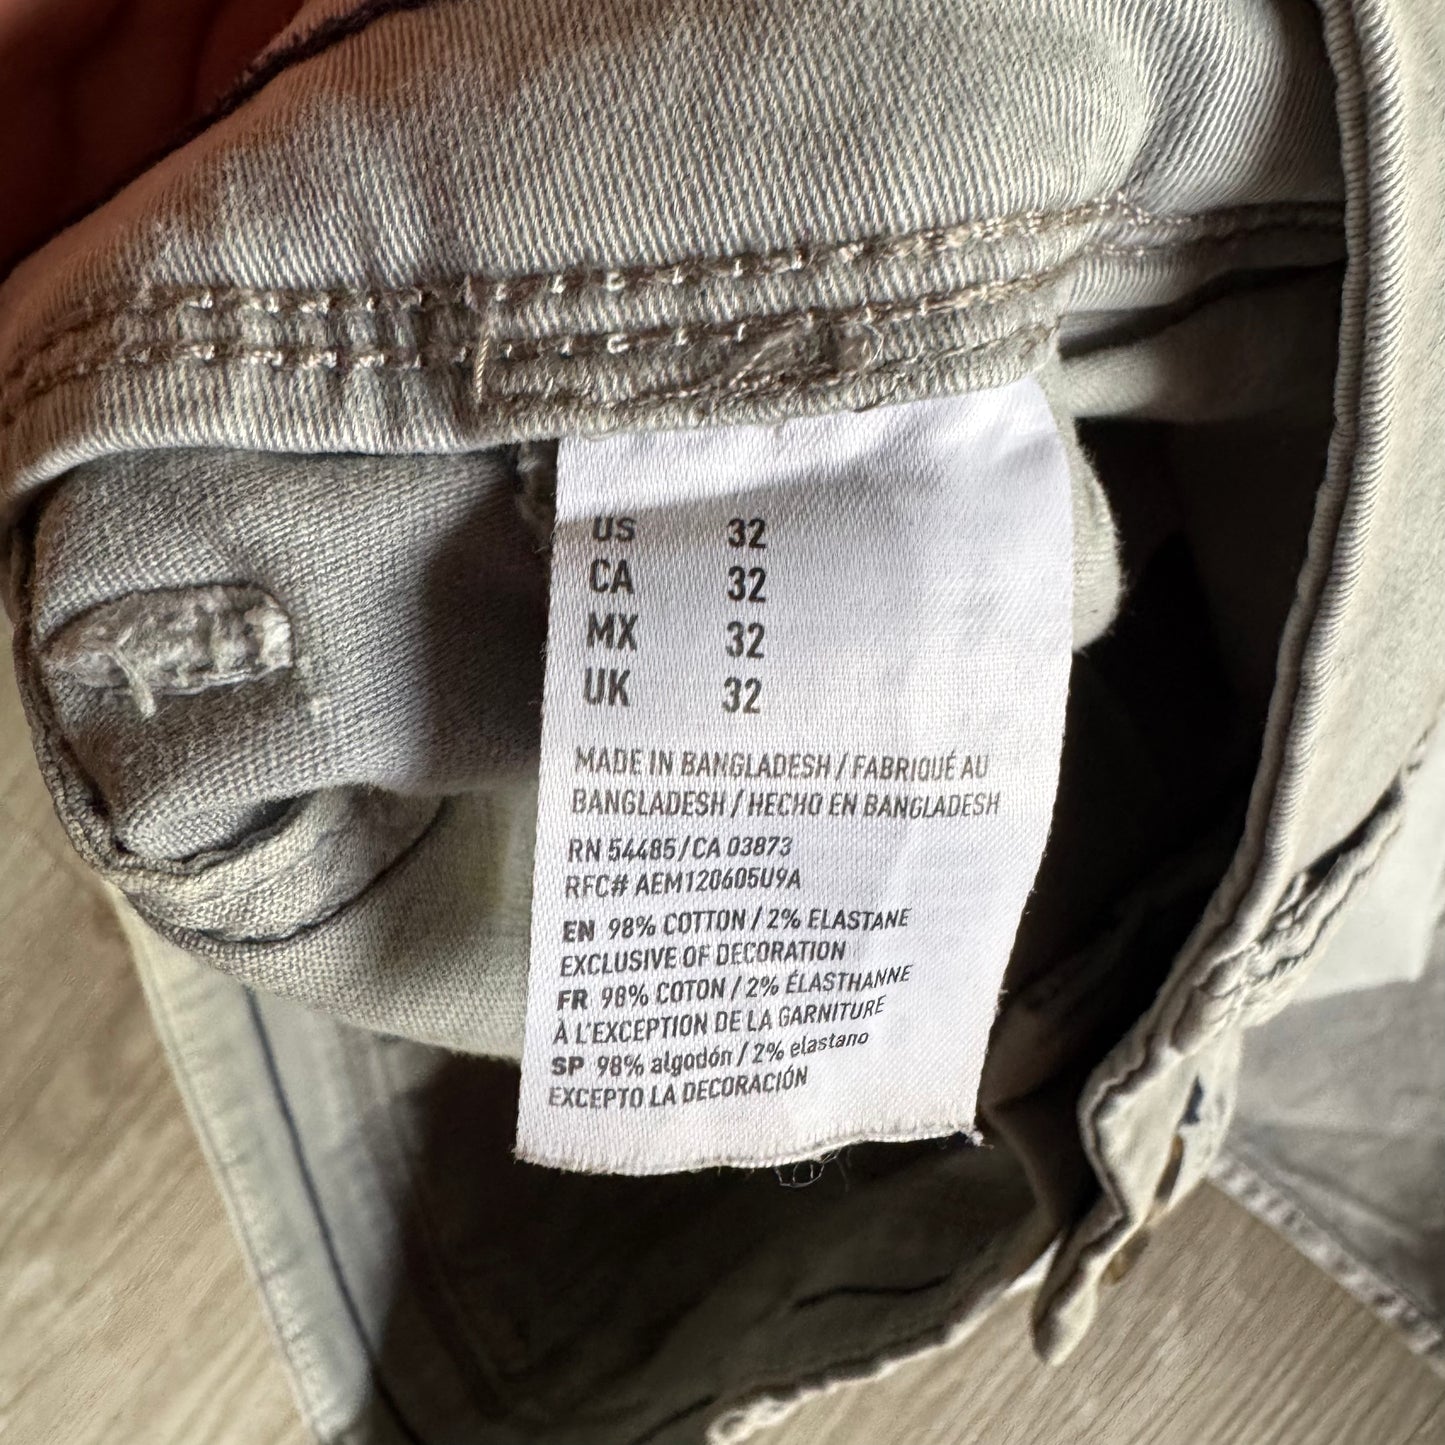 US 32
CA 32
MX 32
UK 32
MADE IN BANGLADESH / FABRIQUÉ AU
BANGLADESH / HECHO EN BANGLADESH
RN 54485/CA 03873
RFC# AEM120605U9A
EN 98% COTTON / 2% ELASTANE
EXCLUSIVE OF DECORATION
FR 98% COTON / 2% ÉLASTHANNE
À L'EXCEPTION DE LA GARNITURE
SP 98% algodón / 2% elastano
EXCEPTO LA DECORACIÓN